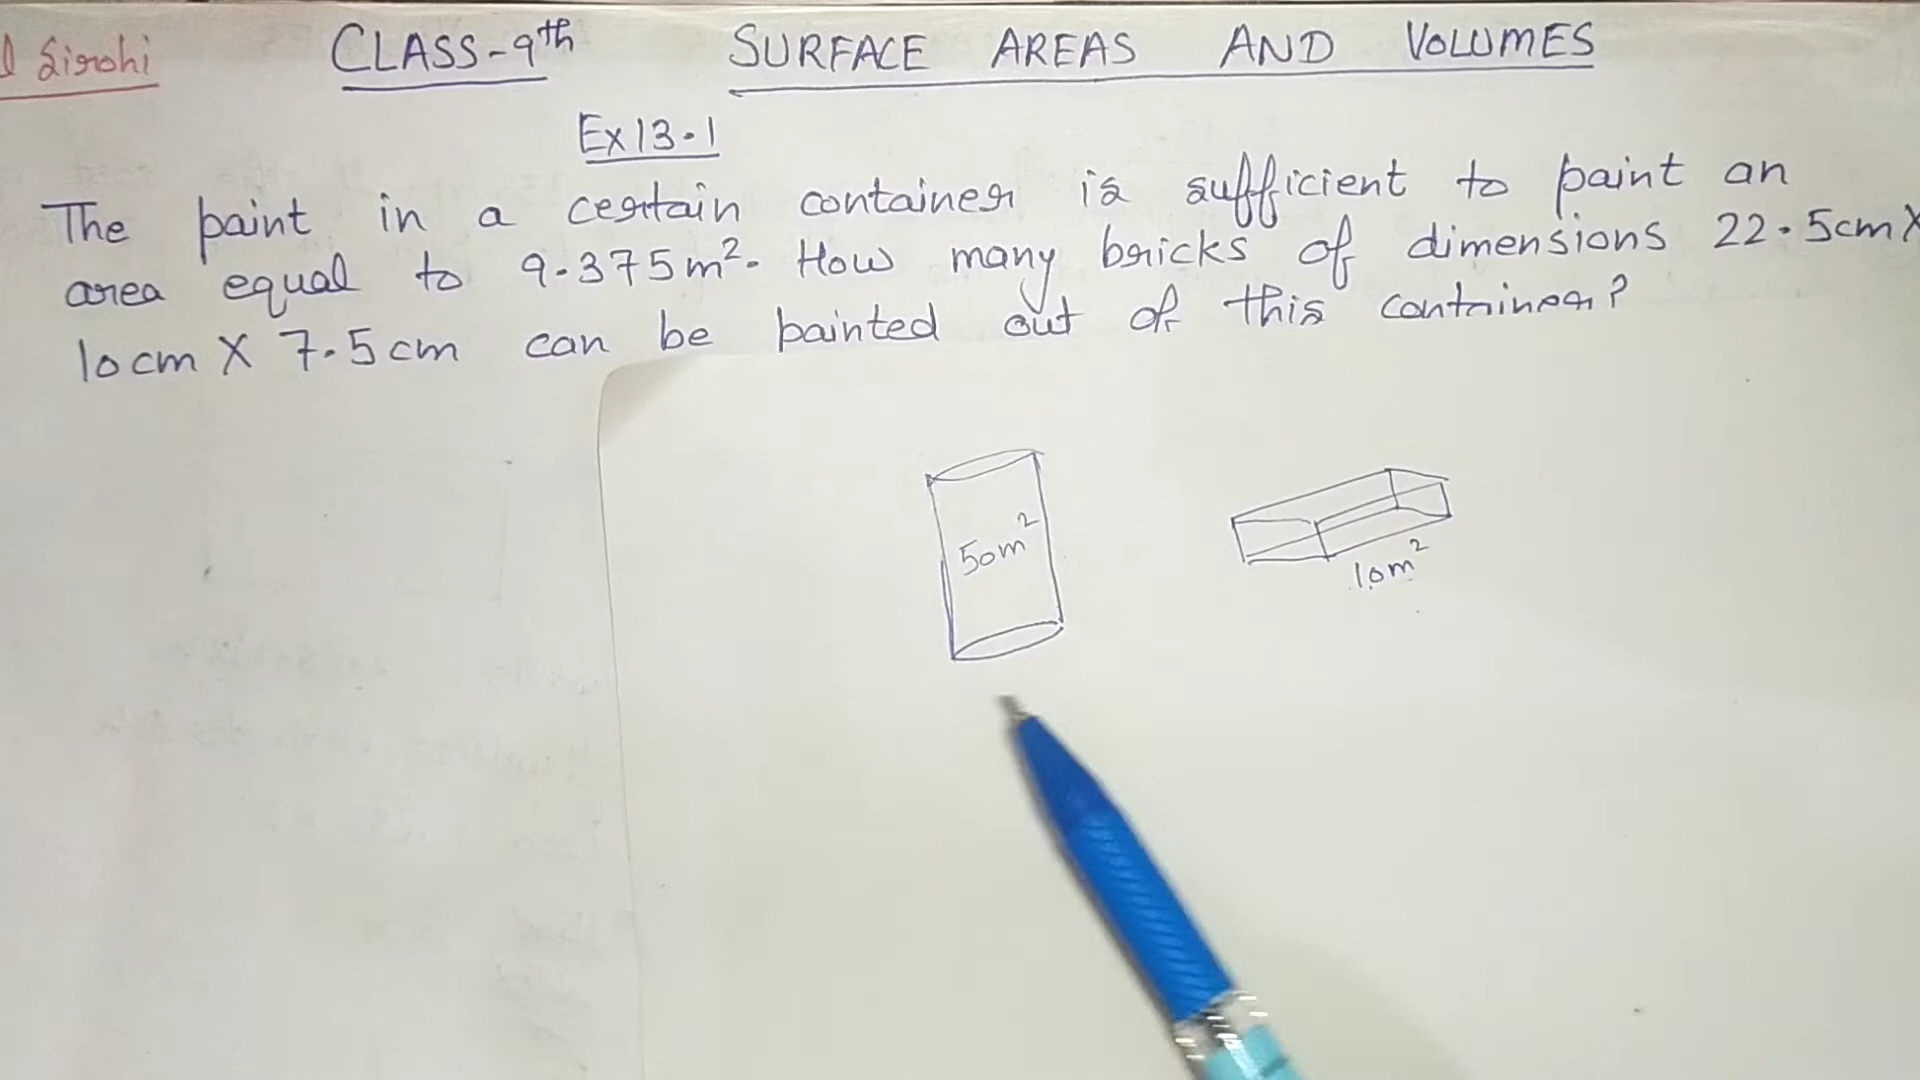 Sirohi CLASS-9th SURFACE AREAS AND VOLUMES
Ex 13.1
The paint in a certain container is sufficient to paint an
area equal to 9.375m². How many bricks of dimensions 22.5cm X
10cm X 7.5cm can be painted out of this container?
50m²
10m²